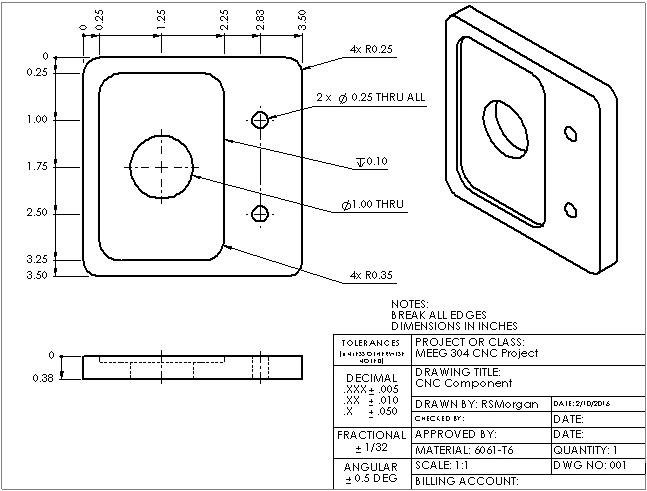 0
0.25
1.25
2.25
2.83
3.50
0
0.25
1.00
1.75
2.50
3.25
3.50
4x R0.25
2 x ⌀ 0.25 THRU ALL
↧0.10
⌀1.00 THRU
4x R0.35
0
0.38
NOTES:
BREAK ALL EDGES
DIMENSIONS IN INCHES
TOLERANCES
(UNLESS OTHERWISE
NOTED)
DECIMAL
.XXX ± .005
.XX ± .010
.X ± .050
FRACTIONAL
± 1/32
ANGULAR
± 0.5 DEG
PROJECT OR CLASS:
MEEG 304 CNC Project
DRAWING TITLE:
CNC Component
DRAWN BY: RSMorgan DATE: 2/10/2016
CHECKED BY: DATE:
APPROVED BY: DATE:
MATERIAL: 6061-T6 QUANTITY: 1
SCALE: 1:1 DWG NO: 001
BILLING ACCOUNT: